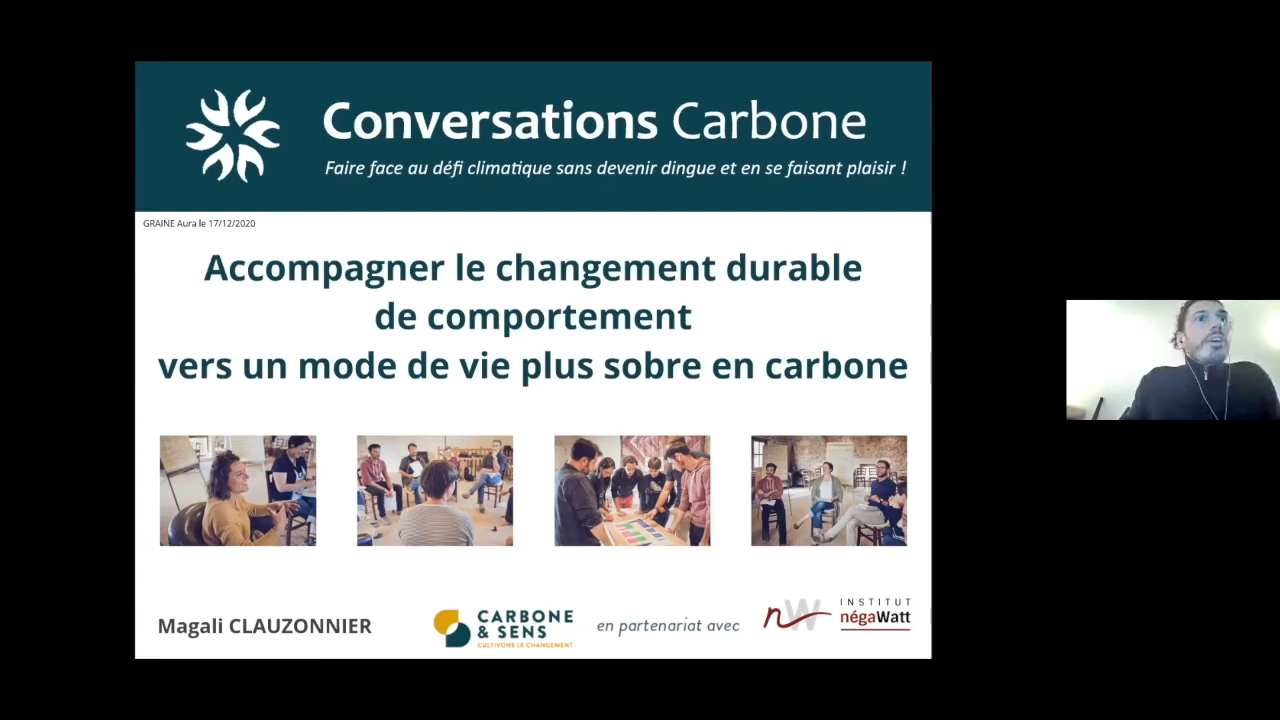 Conversations Carbone
Faire face au défi climatique sans devenir dingue et en se faisant plaisir !
GRAINE Aura le 17/12/2020
Accompagner le changement durable
de comportement
vers un mode de vie plus sobre en carbone
Magali CLAUZONNIER
CARBONE
& SENS
CULTIVONS LE CHANGEMENT
en partenariat avec
nW
INSTITUT
négaWatt